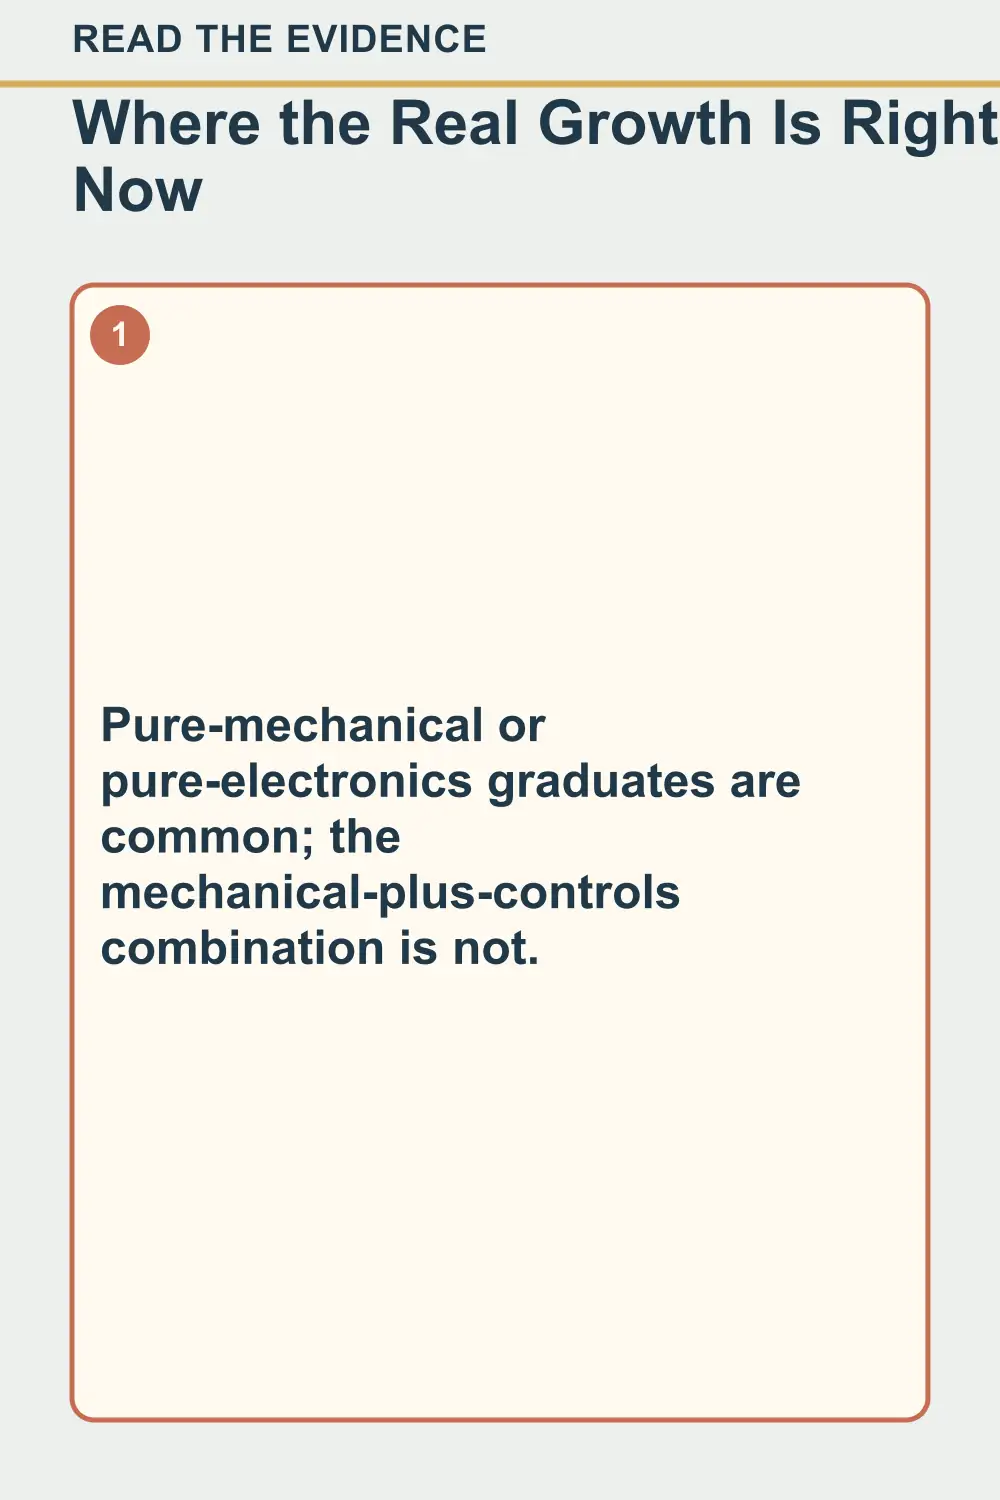 READ THE EVIDENCE
Where the Real Growth Is Right
Now
1
Pure-mechanical or
pure-electronics graduates are
common; the
mechanical-plus-controls
combination is not.